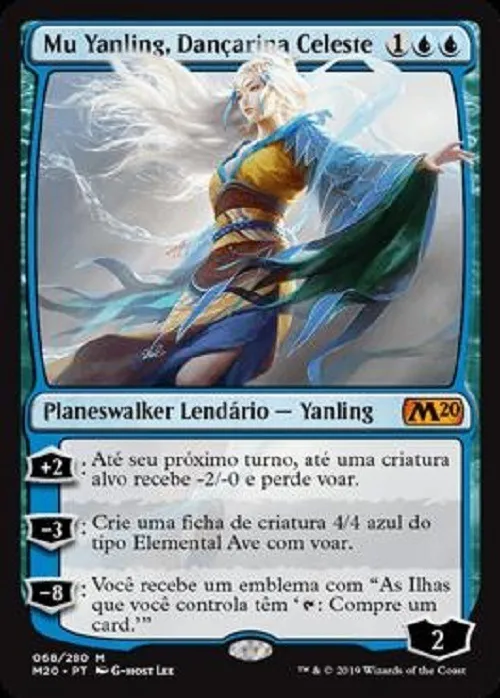 Mu Yanling, Dançarina Celeste 1
Planeswalker Lendário — Yanling M20
+2 : Até seu próximo turno, até uma criatura
alvo recebe -2/-0 e perde voar.
-3 : Crie uma ficha de criatura 4/4 azul do
tipo Elemental Ave com voar.
-8 : Você recebe um emblema com “As Ilhas
que você controla têm ‘ : Compre um
card.’”
2
068/280 M
M20 - PT G-host Lee
™ & © 2019 Wizards of the Coast